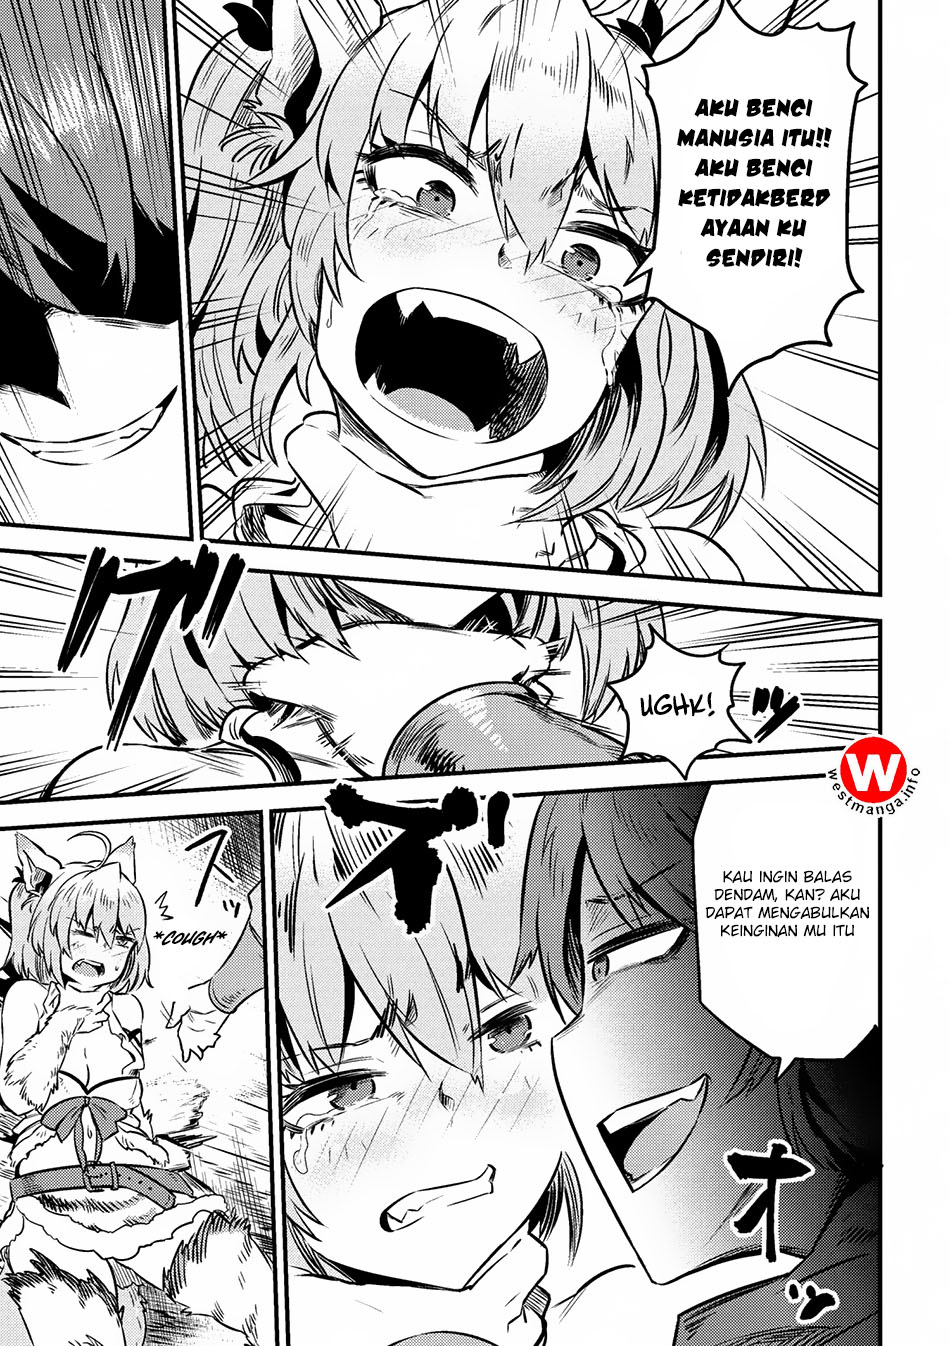 AKU BENCI
MANUSIA ITU!!
AKU BENCI
KETIDAKBERD
AYAAN KU
SENDIRI!
グ
UGHK!
ッ
W
westmanga.info
ズ
KAU INGIN BALAS
DENDAM, KAN? AKU
DAPAT MENGABULKAN
KEINGINAN MU ITU
ス
ッ
*COUGH*
オ
ッ